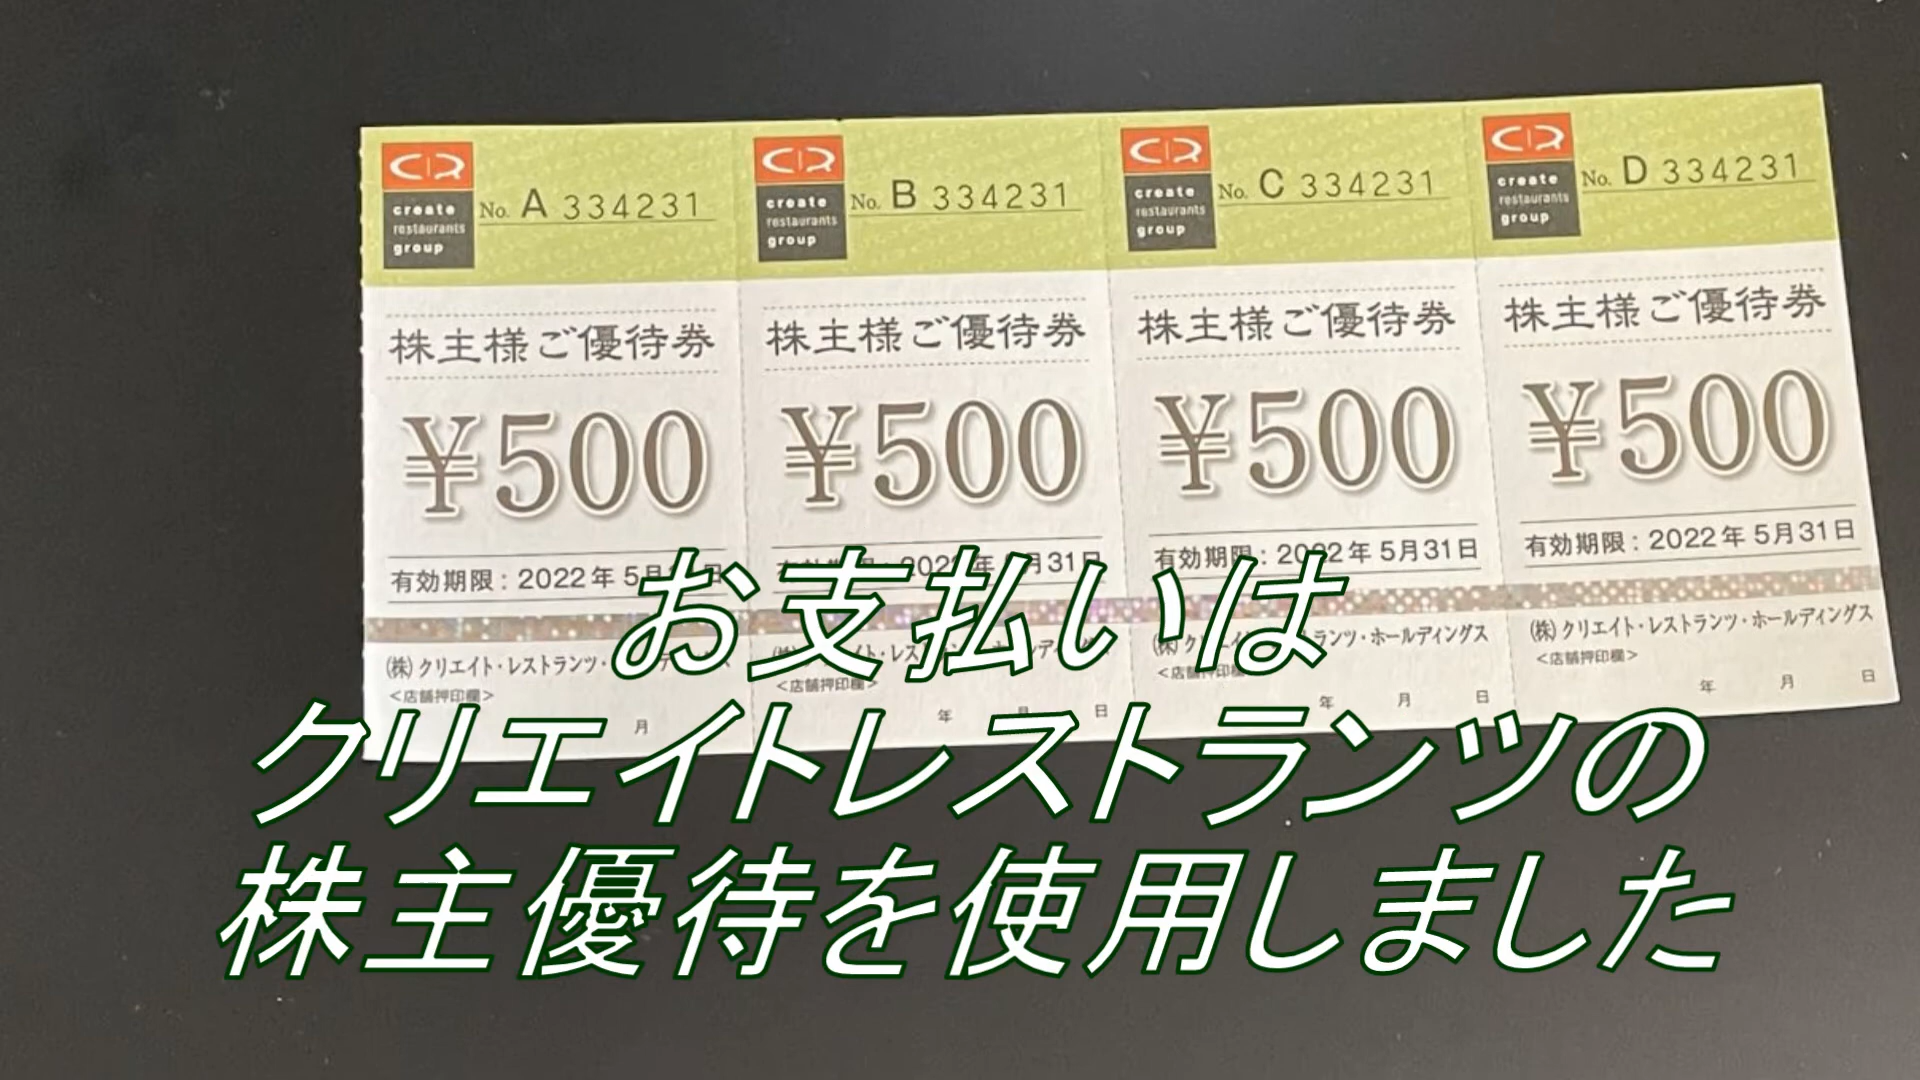 create
restaurants
group
No. A 334231
株主様ご優待券
¥500
有効期限：2022年5月
(株)クリエイト・レストランツ・
<店舗押印欄>
月
create
restaurants
group
No. B 334231
株主様ご優待券
¥500
月31日
<店舗押印欄>
年 月 日
create
restaurants
group
No. C 334231
株主様ご優待券
¥500
有効期限：2022年5月31日
ランツ・ホールディングス
<店舗押印欄>
年 月 日
create
restaurants
group
No. D 334231
株主様ご優待券
¥500
有効期限：2022年5月31日
(株)クリエイト・レストランツ・ホールディングス
<店舗押印欄>
年 月 日
お支払いは
クリエイトレストランツの
株主優待を使用しました